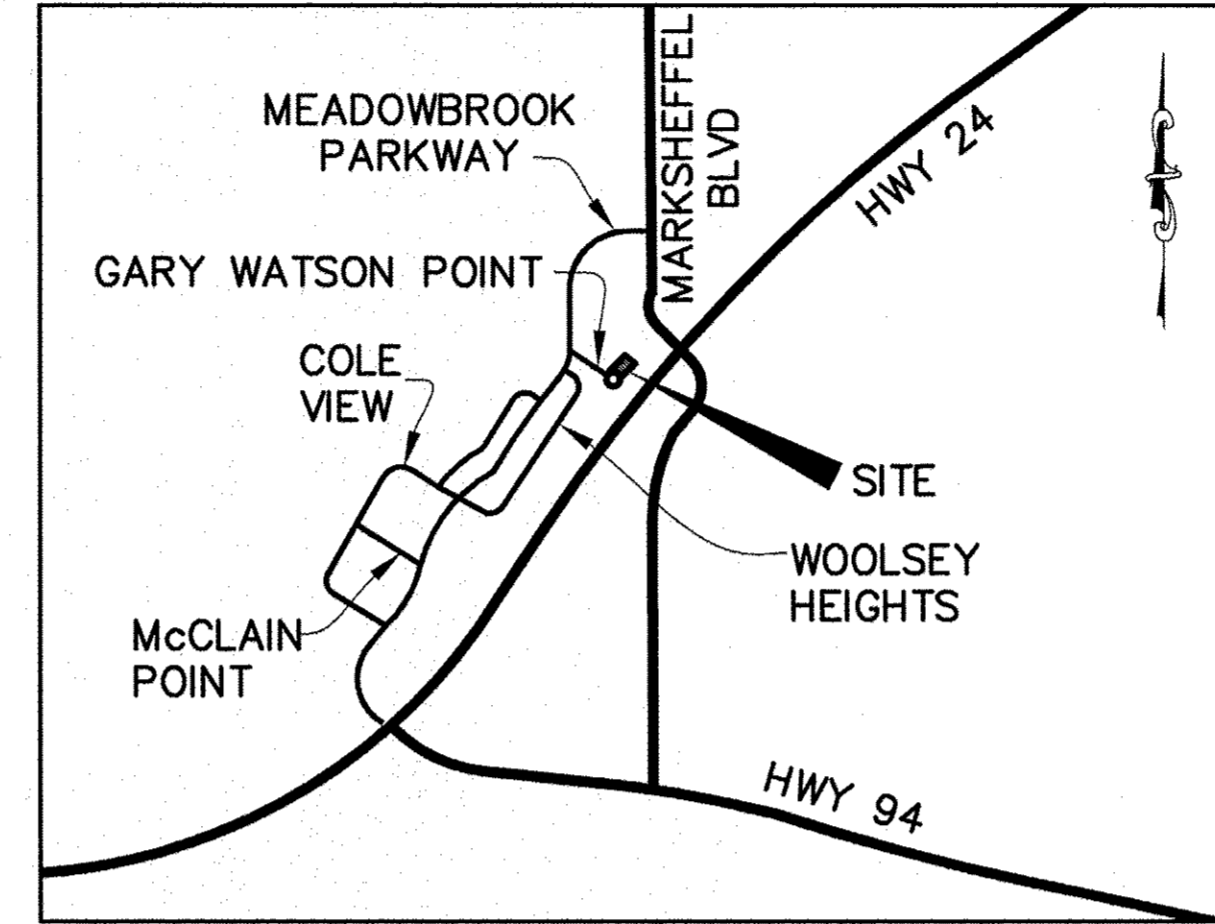 MEADOWBROOK
PARKWAY
MARKSHEFFEL
BLVD
HWY 24
GARY WATSON POINT
COLE
VIEW
SITE
WOOLSEY
HEIGHTS
McCLAIN
POINT
HWY 94